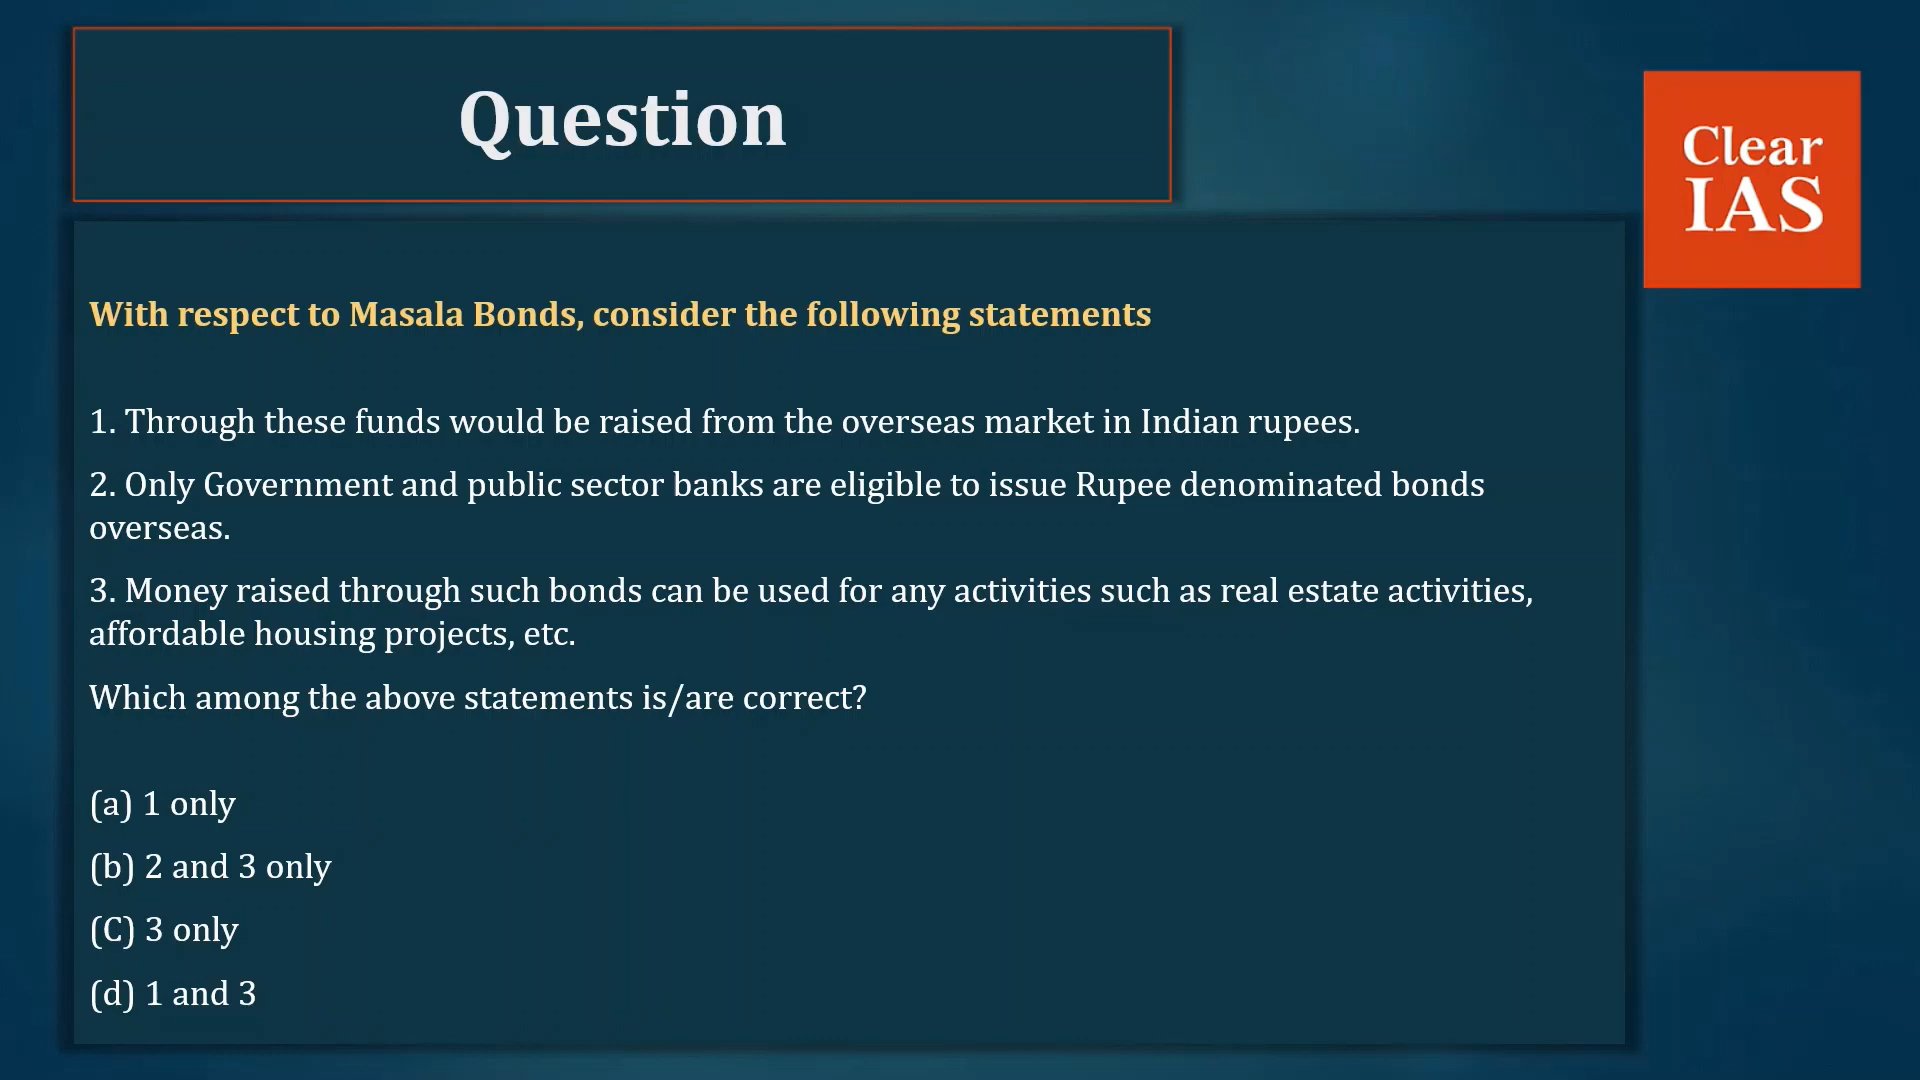 Question
Clear
IAS
With respect to Masala Bonds, consider the following statements
1. Through these funds would be raised from the overseas market in Indian rupees.
2. Only Government and public sector banks are eligible to issue Rupee denominated bonds
overseas.
3. Money raised through such bonds can be used for any activities such as real estate activities,
affordable housing projects, etc.
Which among the above statements is/are correct?
(a) 1 only
(b) 2 and 3 only
(C) 3 only
(d) 1 and 3